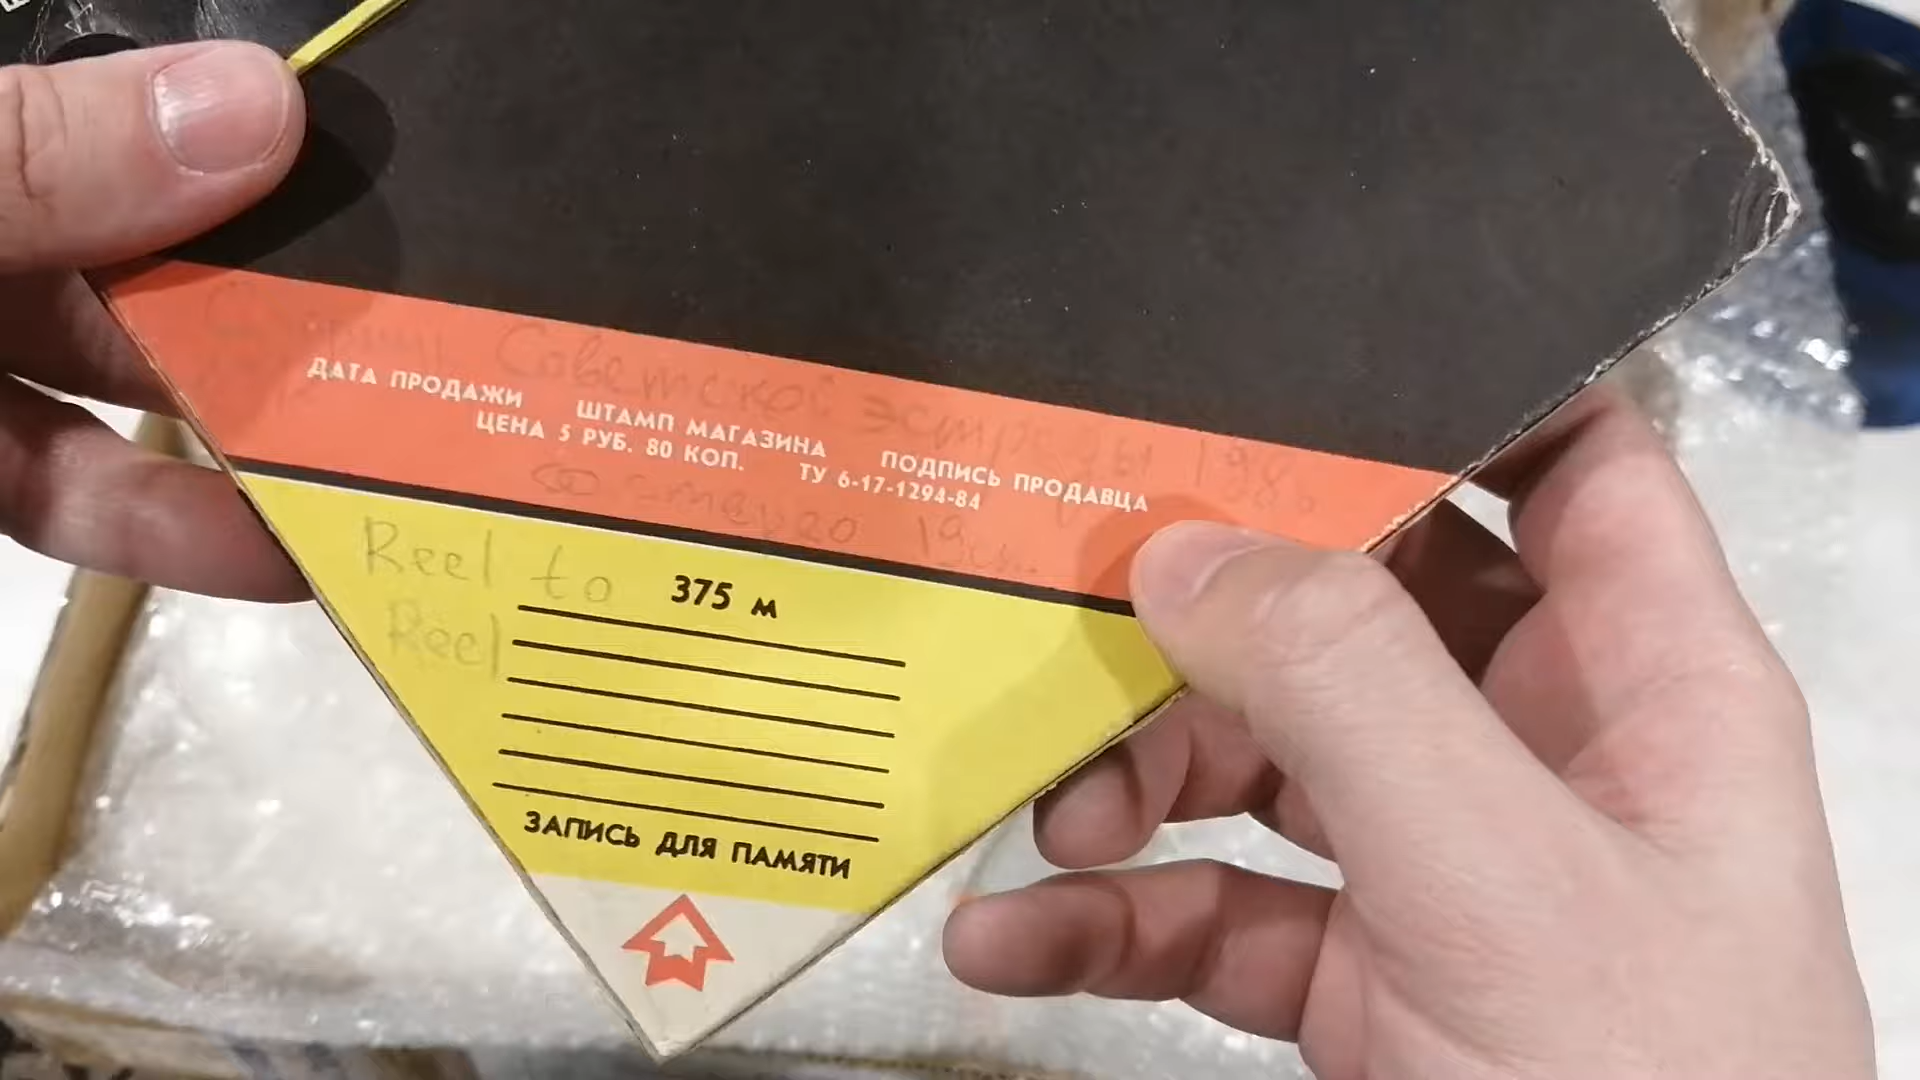 Советской эстрады
ДАТА ПРОДАЖИ ШТАМП МАГАЗИНА ПОДПИСЬ ПРОДАВЦА
ЦЕНА 5 РУБ. 80 КОП. ТУ 6-17-1294-84
Reel to
Reel
375 м
ЗАПИСЬ ДЛЯ ПАМЯТИ